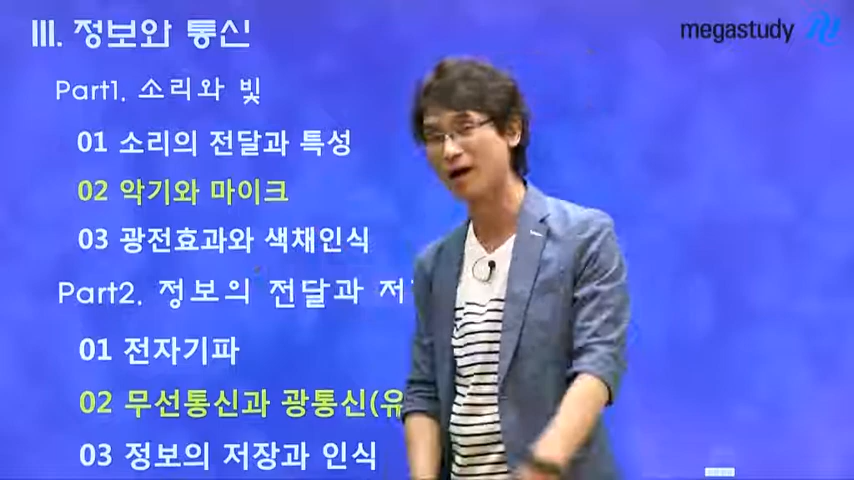 III. 정보와 통신
megastudy
Part1. 소리와 빛
01 소리의 전달과 특성
02 악기와 마이크
03 광전효과와 색채인식
Part2. 정보의 전달과 저
01 전자기파
02 무선통신과 광통신(유
03 정보의 저장과 인식